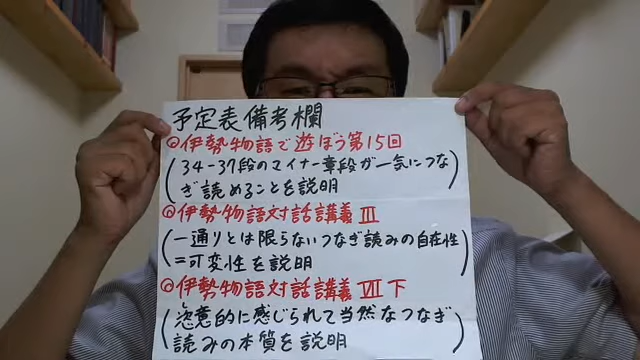 予定表備考欄
◎伊勢物語で遊ぼう第15回
(34-37段のマイナー章段が一気につな
ぎ読めることを説明)
◎伊勢物語対話講義Ⅲ
(一通りとは限らないつなぎ読みの自在性
=可変性を説明)
◎伊勢物語対話講義Ⅶ下
(恣意的に感じられて当然なつなぎ
読みの本質を説明)